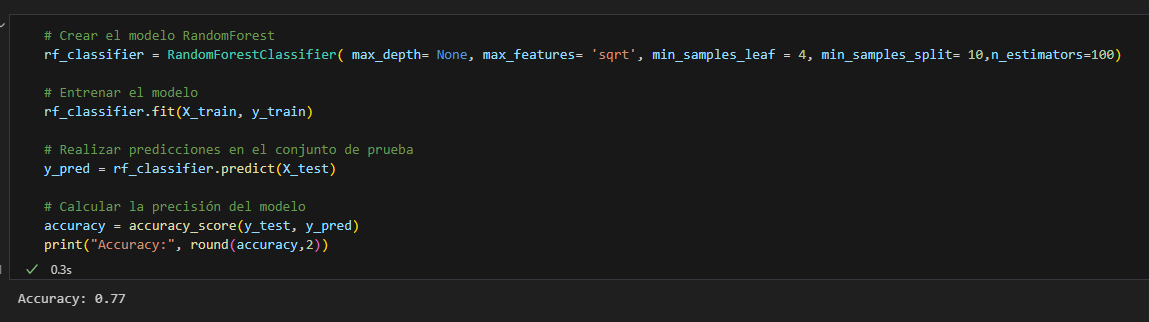 # Crear el modelo RandomForest
rf_classifier = RandomForestClassifier( max_depth= None, max_features= 'sqrt', min_samples_leaf = 4, min_samples_split= 10,n_estimators=100)
# Entrenar el modelo
rf_classifier.fit(X_train, y_train)
# Realizar predicciones en el conjunto de prueba
y_pred = rf_classifier.predict(X_test)
# Calcular la precisión del modelo
accuracy = accuracy_score(y_test, y_pred)
print("Accuracy:", round(accuracy,2))
0.3s
Accuracy: 0.77